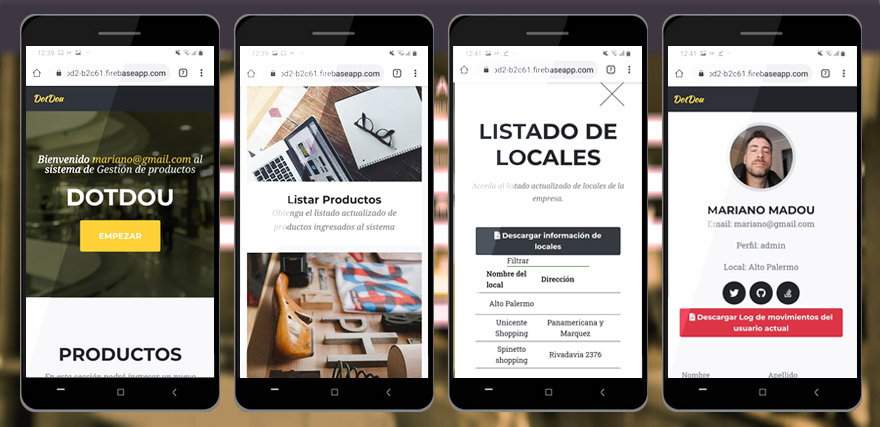 12:39
od2-b2c61.firebaseapp.com
7
DotDou
Bienvenido mariano@gmail.com al
sistema de Gestión de productos
DOTDOU
EMPEZAR
PRODUCTOS
En esta sección podrá ingresar un nuevo
12:39
od2-b2c61.firebaseapp.com
7
Listar Productos
Obtenga el listado actualizado de
productos ingresados al sistema
12:41
od2-b2c61.firebaseapp.com
7
LISTADO DE
LOCALES
Acceda al listado actualizado de locales de la
empresa.
Descargar información de
locales
Filtrar
Nombre del
local
Dirección
Alto Palermo
Unicente
Shopping
Panamericana y
Marquez
Spinetto
shopping
Rivadavia 2376
12:41
od2-b2c61.firebaseapp.com
7
DotDou
MARIANO MADOU
Email: mariano@gmail.com
Perfil: admin
Local: Alto Palermo
Descargar Log de movimientos del
usuario actual
Nombre
Apellido